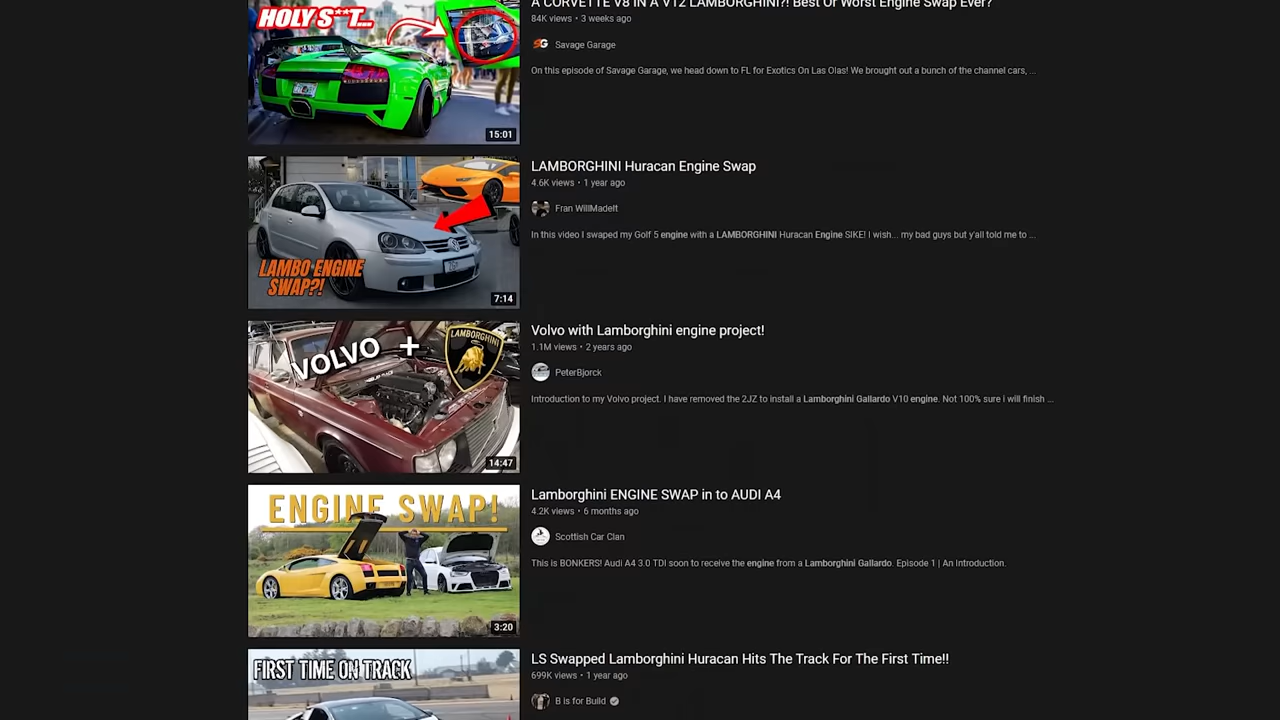 HOLY S**T...
A CORVETTE V8 IN A V12 LAMBORGHINI?! Best Or Worst Engine Swap Ever?
84K views • 3 weeks ago
SG
Savage Garage
On this episode of Savage Garage, we head down to FL for Exotics On Las Olas! We brought out a bunch of the channel cars, ...
15:01
LAMBORGHINI Huracan Engine Swap
4.6K views • 1 year ago
Fran WillMadeIt
In this video I swaped my Golf 5 engine with a LAMBORGHINI Huracan Engine SIKE! I wish... my bad guys but y'all told me to ...
LAMBO ENGINE
SWAP?!
7:14
Volvo with Lamborghini engine project!
1.1M views • 2 years ago
PeterBjorck
Introduction to my Volvo project. I have removed the 2JZ to install a Lamborghini Gallardo V10 engine. Not 100% sure i will finish ...
VOLVO +
LAMBORGHINI
14:47
Lamborghini ENGINE SWAP in to AUDI A4
4.2K views • 6 months ago
Scottish Car Clan
This is BONKERS! Audi A4 3.0 TDI soon to receive the engine from a Lamborghini Gallardo. Episode 1 | An Introduction.
ENGINE SWAP!
3:20
LS Swapped Lamborghini Huracan Hits The Track For The First Time!!
699K views • 1 year ago
B is for Build
FIRST TIME ON TRACK